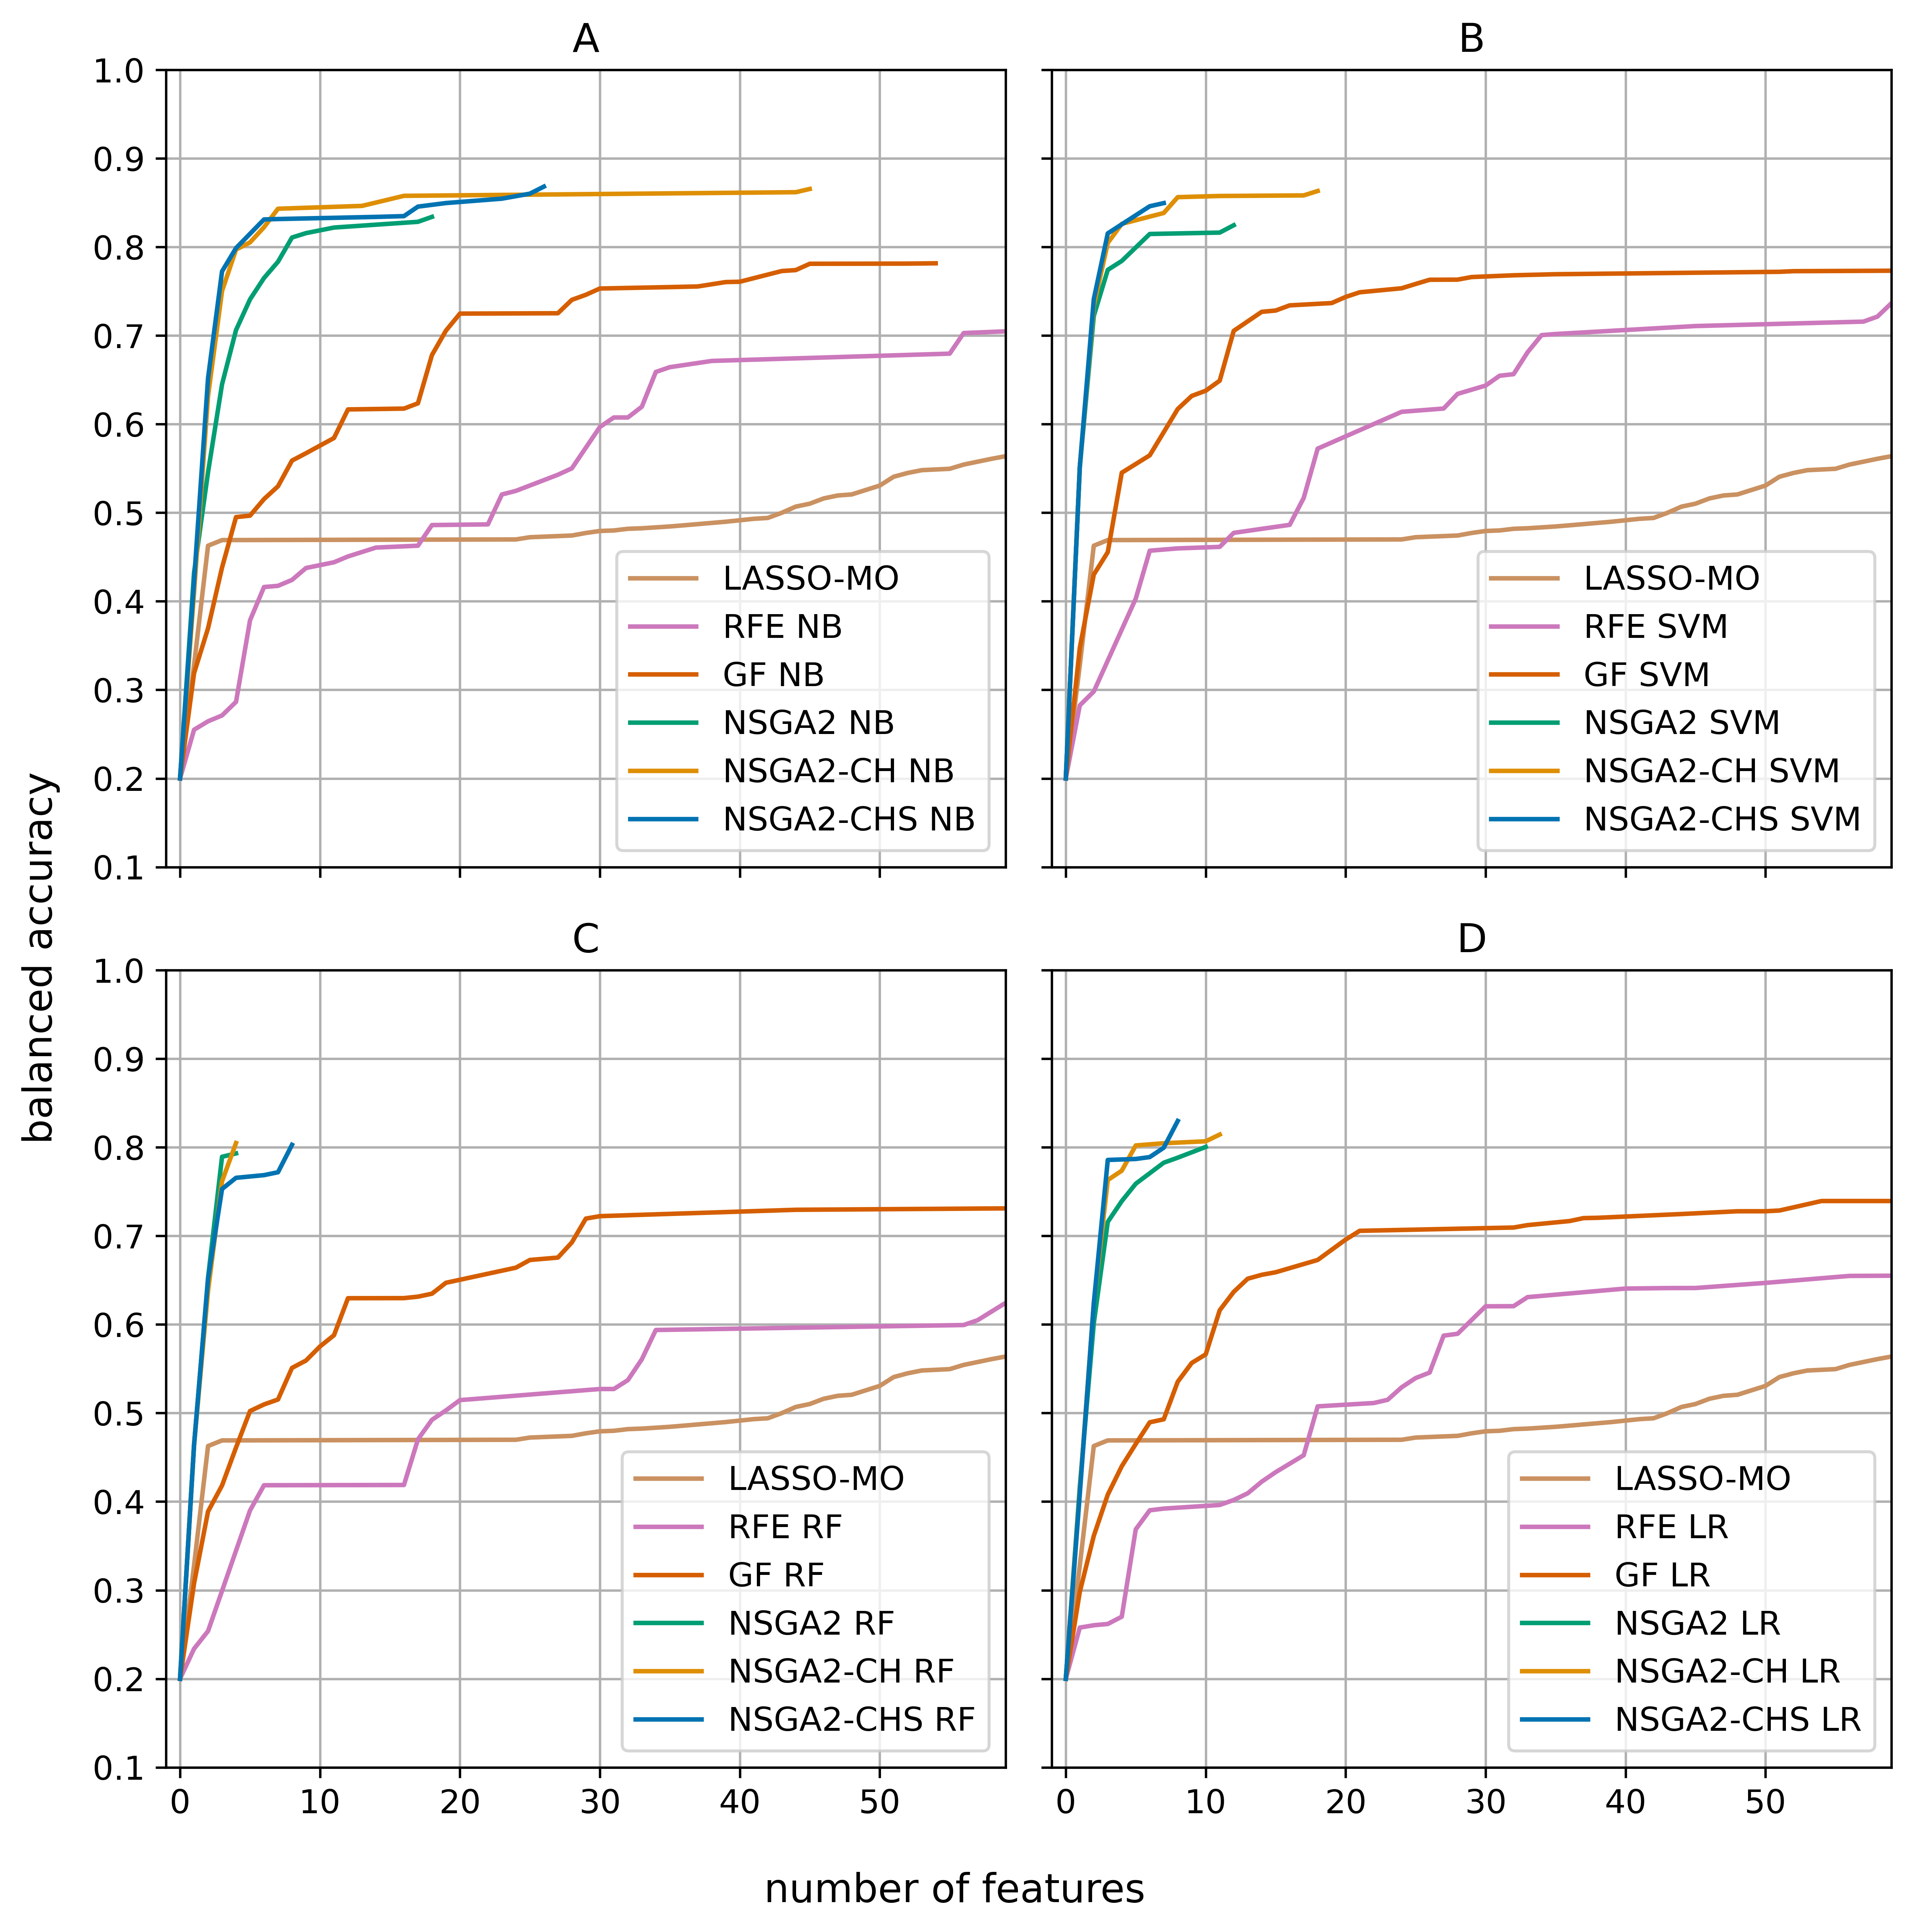 A
B
1.0
0.9
0.8
0.7
0.6
0.5
0.4
0.3
0.2
0.1
LASSO-MO
RFE NB
GF NB
NSGA2 NB
NSGA2-CH NB
NSGA2-CHS NB
LASSO-MO
RFE SVM
GF SVM
NSGA2 SVM
NSGA2-CH SVM
NSGA2-CHS SVM
balanced accuracy
C
D
1.0
0.9
0.8
0.7
0.6
0.5
0.4
0.3
0.2
0.1
LASSO-MO
RFE RF
GF RF
NSGA2 RF
NSGA2-CH RF
NSGA2-CHS RF
LASSO-MO
RFE LR
GF LR
NSGA2 LR
NSGA2-CH LR
NSGA2-CHS LR
0 10 20 30 40 50
0 10 20 30 40 50
number of features